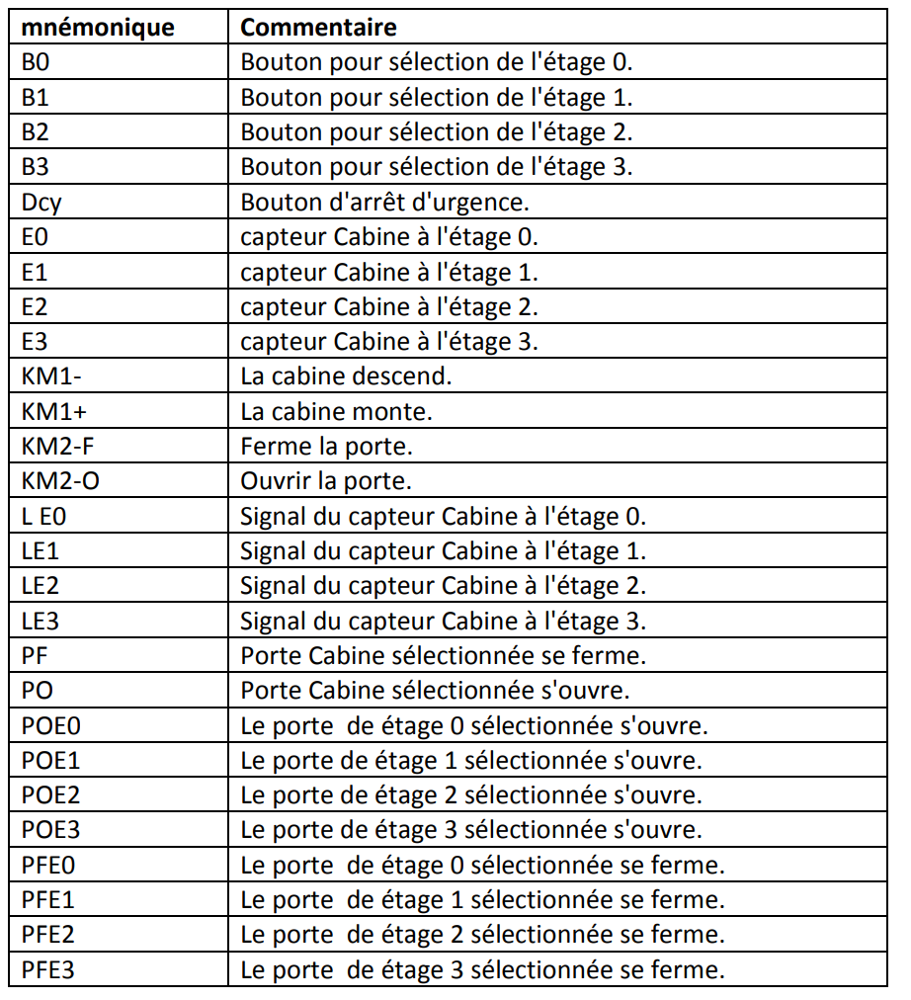 mnémonique Commentaire
B0 Bouton pour sélection de l'étage 0.
B1 Bouton pour sélection de l'étage 1.
B2 Bouton pour sélection de l'étage 2.
B3 Bouton pour sélection de l'étage 3.
Dcy Bouton d'arrêt d'urgence.
E0 capteur Cabine à l'étage 0.
E1 capteur Cabine à l'étage 1.
E2 capteur Cabine à l'étage 2.
E3 capteur Cabine à l'étage 3.
KM1- La cabine descend.
KM1+ La cabine monte.
KM2-F Ferme la porte.
KM2-O Ouvrir la porte.
L E0 Signal du capteur Cabine à l'étage 0.
LE1 Signal du capteur Cabine à l'étage 1.
LE2 Signal du capteur Cabine à l'étage 2.
LE3 Signal du capteur Cabine à l'étage 3.
PF Porte Cabine sélectionnée se ferme.
PO Porte Cabine sélectionnée s'ouvre.
POE0 Le porte de étage 0 sélectionnée s'ouvre.
POE1 Le porte de étage 1 sélectionnée s'ouvre.
POE2 Le porte de étage 2 sélectionnée s'ouvre.
POE3 Le porte de étage 3 sélectionnée s'ouvre.
PFE0 Le porte de étage 0 sélectionnée se ferme.
PFE1 Le porte de étage 1 sélectionnée se ferme.
PFE2 Le porte de étage 2 sélectionnée se ferme.
PFE3 Le porte de étage 3 sélectionnée se ferme.